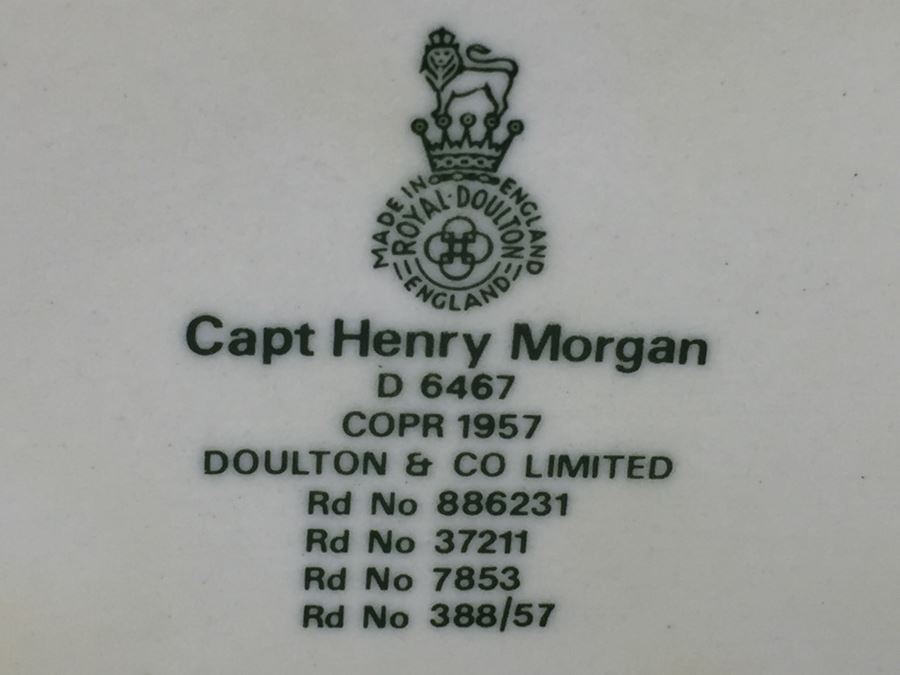 MADE IN ENGLAND
ROYAL·DOULTON
ENGLAND
Capt Henry Morgan
D 6467
COPR 1957
DOULTON & CO LIMITED
Rd No 886231
Rd No 37211
Rd No 7853
Rd No 388/57